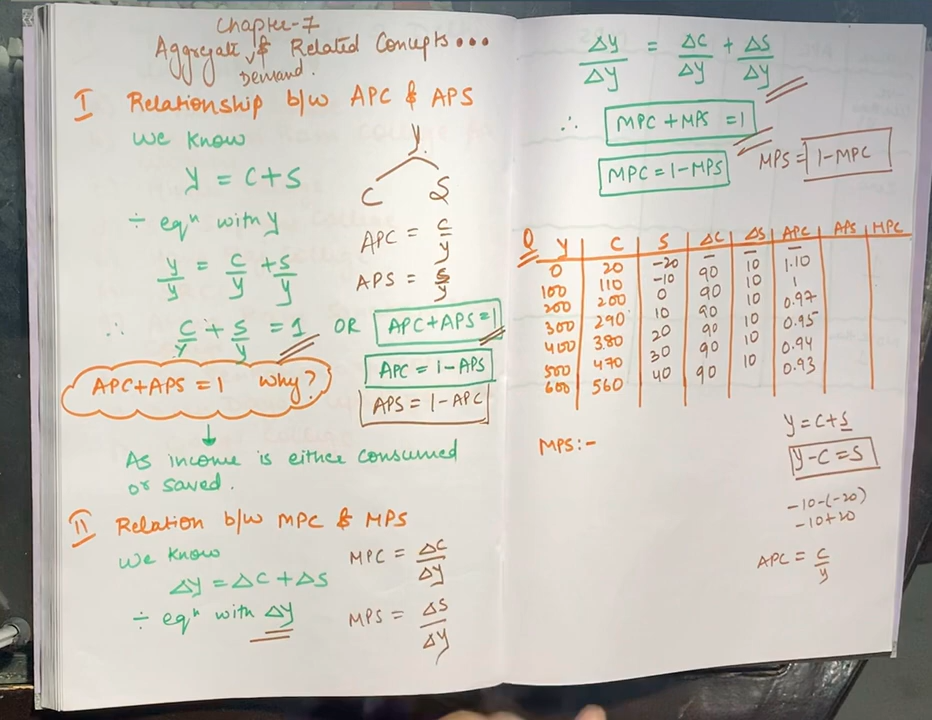 Chapter-7
Aggregate & Related Concepts...
Demand.
I Relationship b/w APC & APS
We know
y = C+S
÷ eqⁿ with y
y/y = C/y + S/y
∴ C/y + S/y = 1 OR APC+APS=1
APC+APS = 1 why?
As income is either consumed
or saved.
y
C S
APC = C/y
APS = S/y
APC = 1-APS
APS = 1-APC
II Relation b/w MPC & MPS
We know
Δy = ΔC + ΔS
÷ eqⁿ with Δy
MPC = ΔC/Δy
MPS = ΔS/Δy
Δy/Δy = ΔC/Δy + ΔS/Δy
∴ MPC + MPS = 1
MPC = 1-MPS MPS = 1-MPC
Q Y C S ΔC ΔS APC APS MPC
0 20 -20 - - -
100 110 -10 90 10 1.10
200 200 0 90 10 1
300 290 10 90 10 0.97
400 380 20 90 10 0.95
500 470 30 90 10 0.94
600 560 40 90 10 0.93
MPS:-
y = C+S
y-C = S
-10-(-20)
-10+20
APC = C/y